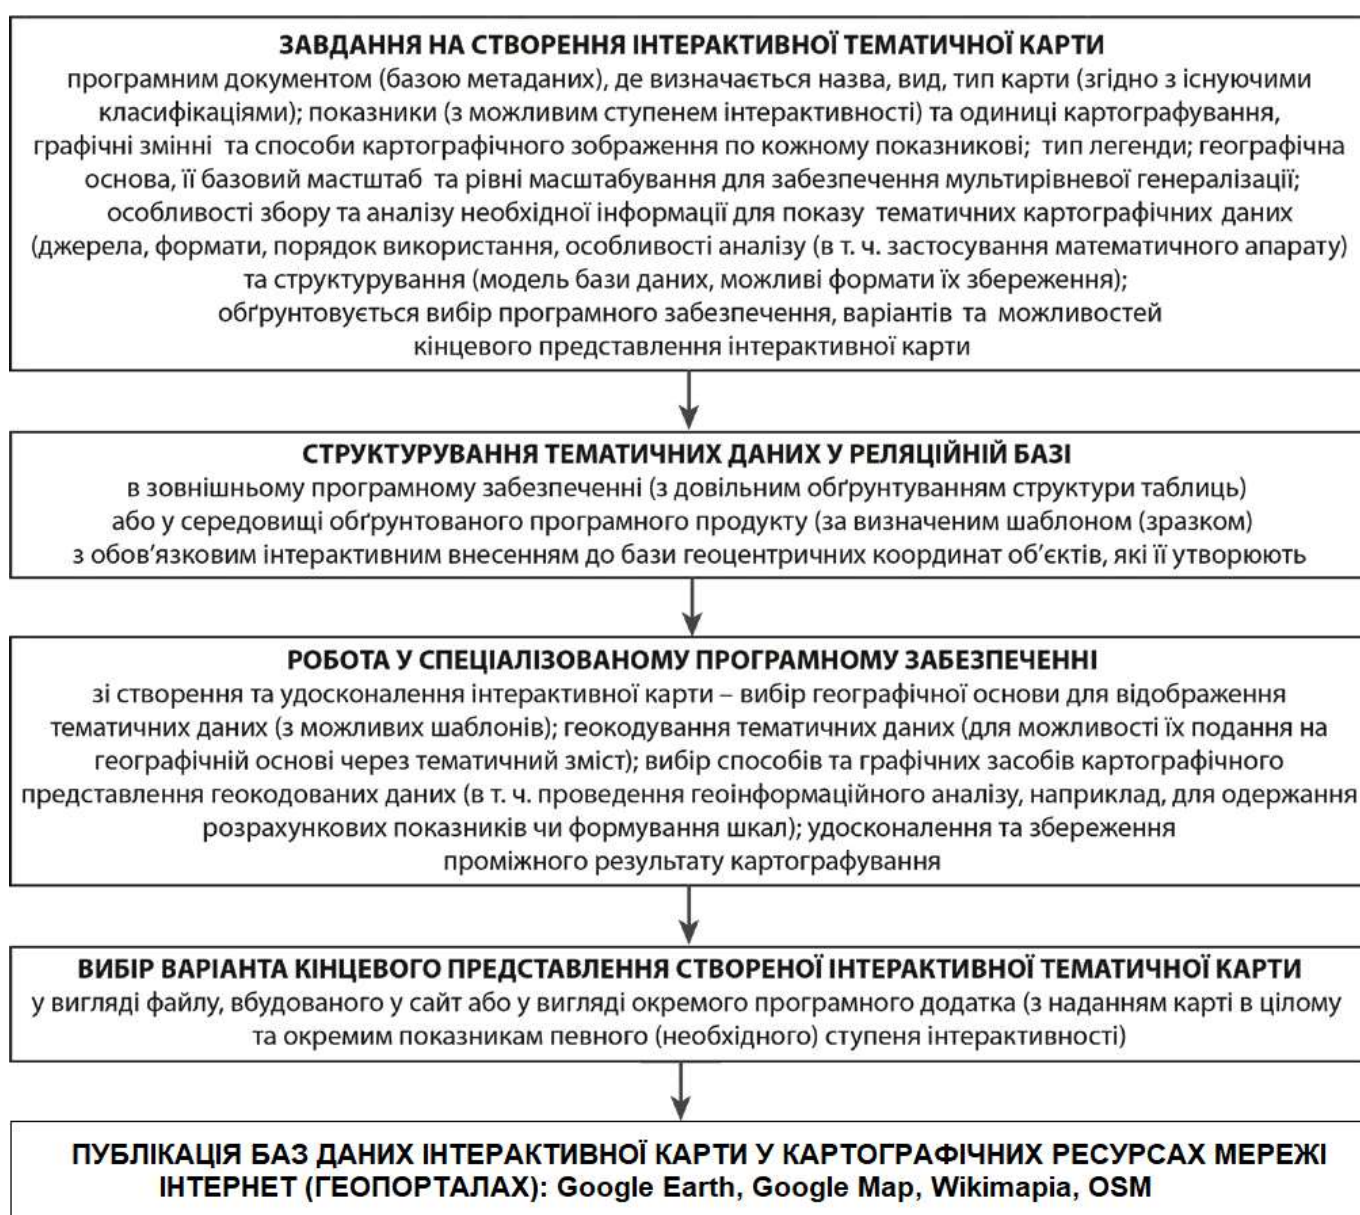 ЗАВДАННЯ НА СТВОРЕННЯ ІНТЕРАКТИВНОЇ ТЕМАТИЧНОЇ КАРТИ
програмним документом (базою метаданих), де визначається назва, вид, тип карти (згідно з існуючими
класифікаціями); показники (з можливим ступенем інтерактивності) та одиниці картографування,
графічні змінні та способи картографічного зображення по кожному показникові; тип легенди; географічна
основа, її базовий мастштаб та рівні масштабування для забезпечення мультирівневої генералізації;
особливості збору та аналізу необхідної інформації для показу тематичних картографічних даних
(джерела, формати, порядок використання, особливості аналізу (в т. ч. застосування математичного апарату)
та структурування (модель бази даних, можливі формати їх збереження);
обґрунтовується вибір програмного забезпечення, варіантів та можливостей
кінцевого представлення інтерактивної карти
СТРУКТУРУВАННЯ ТЕМАТИЧНИХ ДАНИХ У РЕЛЯЦІЙНІЙ БАЗІ
в зовнішньому програмному забезпеченні (з довільним обґрунтуванням структури таблиць)
або у середовищі обґрунтованого програмного продукту (за визначеним шаблоном (зразком)
з обов’язковим інтерактивним внесенням до бази геоцентричних координат об’єктів, які її утворюють
РОБОТА У СПЕЦІАЛІЗОВАНОМУ ПРОГРАМНОМУ ЗАБЕЗПЕЧЕННІ
зі створення та удосконалення інтерактивної карти – вибір географічної основи для відображення
тематичних даних (з можливих шаблонів); геокодування тематичних даних (для можливості їх подання на
географічній основі через тематичний зміст); вибір способів та графічних засобів картографічного
представлення геокодованих даних (в т. ч. проведення геоінформаційного аналізу, наприклад, для одержання
розрахункових показників чи формування шкал); удосконалення та збереження
проміжного результату картографування
ВИБІР ВАРІАНТА КІНЦЕВОГО ПРЕДСТАВЛЕННЯ СТВОРЕНОЇ ІНТЕРАКТИВНОЇ ТЕМАТИЧНОЇ КАРТИ
у вигляді файлу, вбудованого у сайт або у вигляді окремого програмного додатка (з наданням карті в цілому
та окремим показникам певного (необхідного) ступеня інтерактивності)
ПУБЛІКАЦІЯ БАЗ ДАНИХ ІНТЕРАКТИВНОЇ КАРТИ У КАРТОГРАФІЧНИХ РЕСУРСАХ МЕРЕЖІ
ІНТЕРНЕТ (ГЕОПОРТАЛАХ): Google Earth, Google Map, Wikimapia, OSM